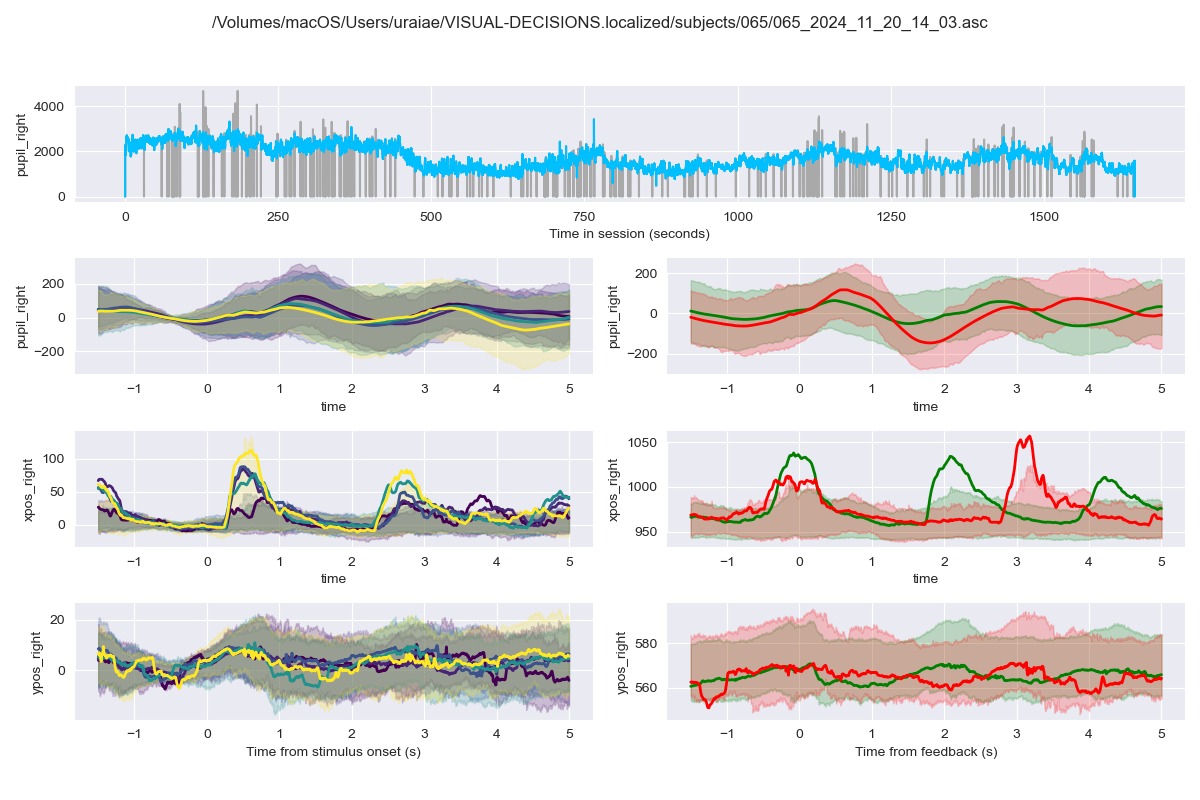 /Volumes/macOS/Users/uraiae/VISUAL-DECISIONS.localized/subjects/065/065_2024_11_20_14_03.asc
pupil_right
4000
2000
0
0 250 500 750 1000 1250 1500
Time in session (seconds)
pupil_right
200
0
−200
−1 0 1 2 3 4 5
time
pupil_right
200
0
−200
−1 0 1 2 3 4 5
time
xpos_right
100
50
0
−1 0 1 2 3 4 5
time
xpos_right
1050
1000
950
−1 0 1 2 3 4 5
time
ypos_right
20
0
−1 0 1 2 3 4 5
Time from stimulus onset (s)
ypos_right
580
560
−1 0 1 2 3 4 5
Time from feedback (s)